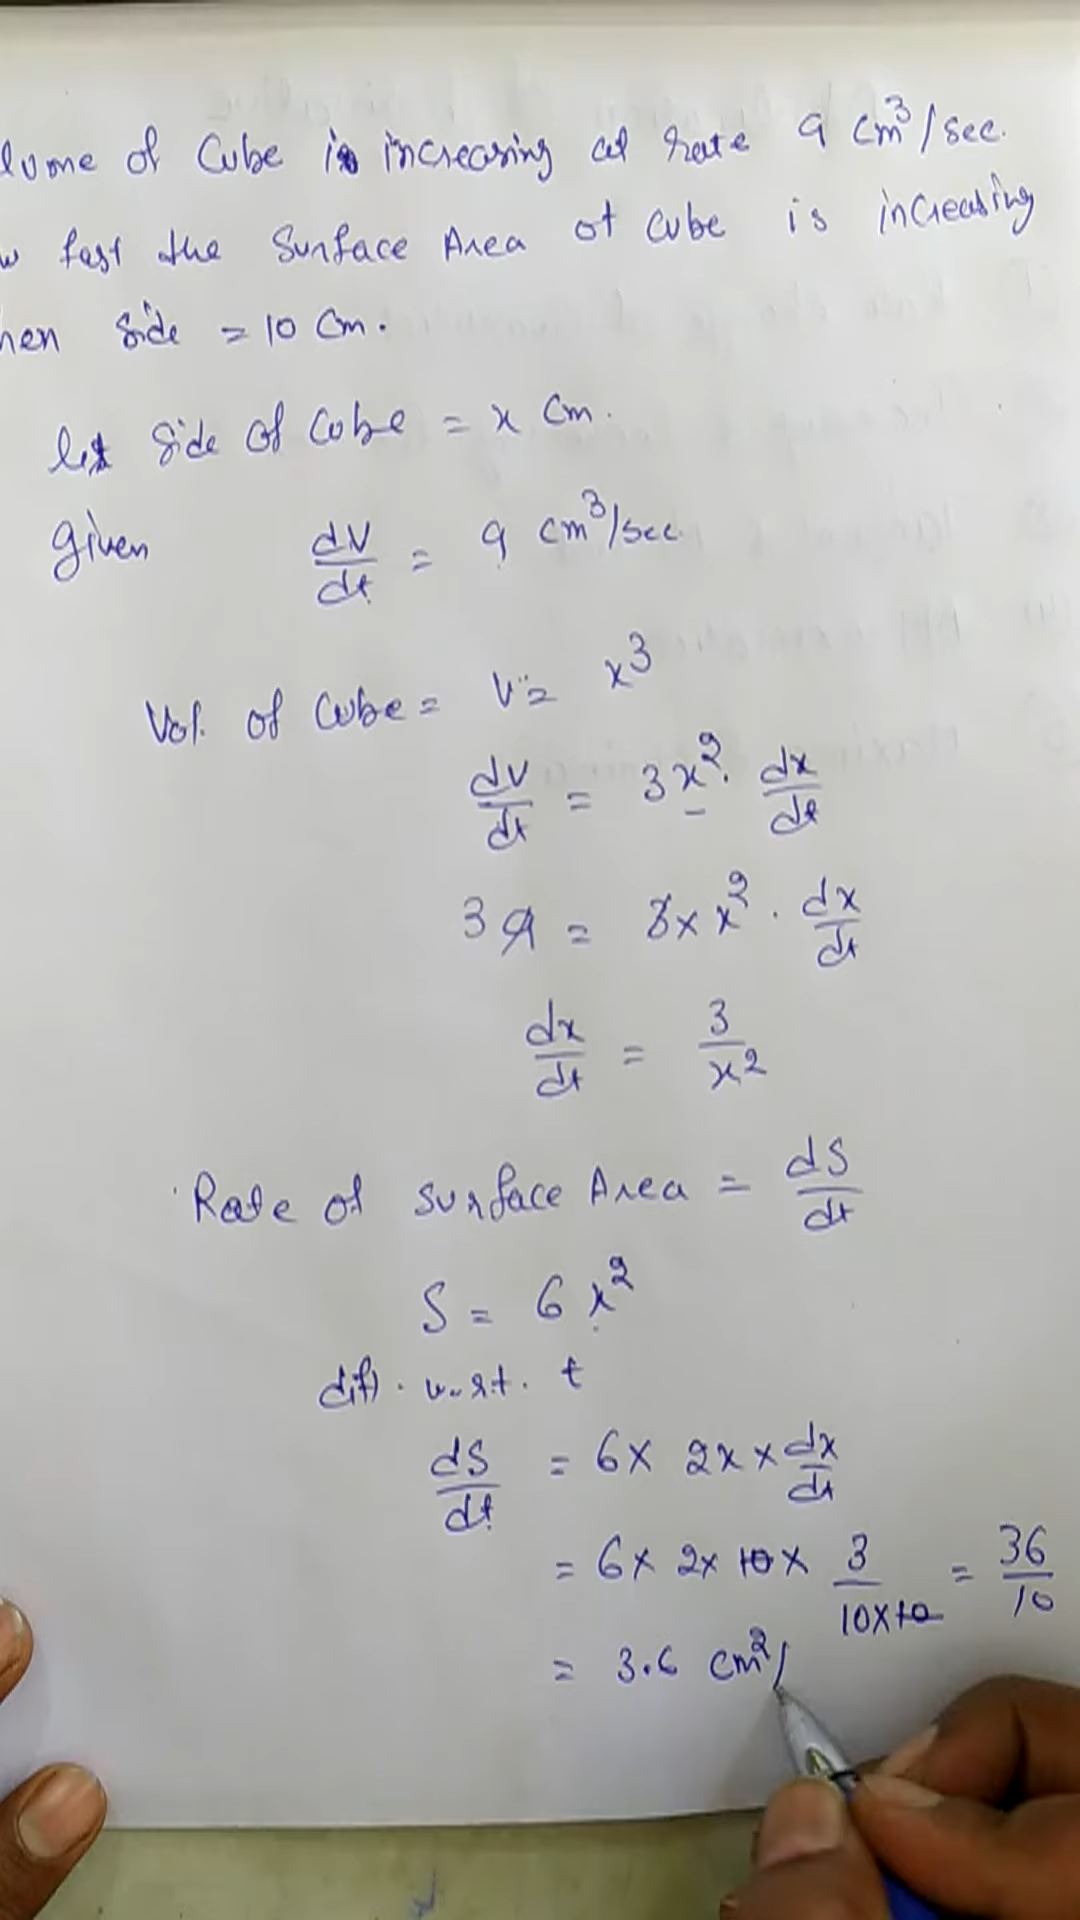 of Cube is increasing at rate 9 cm³/sec.
fast the Surface Area of Cube is increasing
Side = 10 Cm.
let Side of Cube = x Cm.
given dV/dt = 9 cm³/sec
Vol. of Cube = V = x³
dV/dt = 3x². dx/dt
3 9 = 3 × x² . dx/dt
dx/dt = 3/x²
Rate of Surface Area = dS/dt
S = 6x²
diff. w.r.t. t
dS/dt = 6 × 2x × dx/dt
= 6 × 2 × 10 × 3/10×10 = 36/10
= 3.6 cm²/